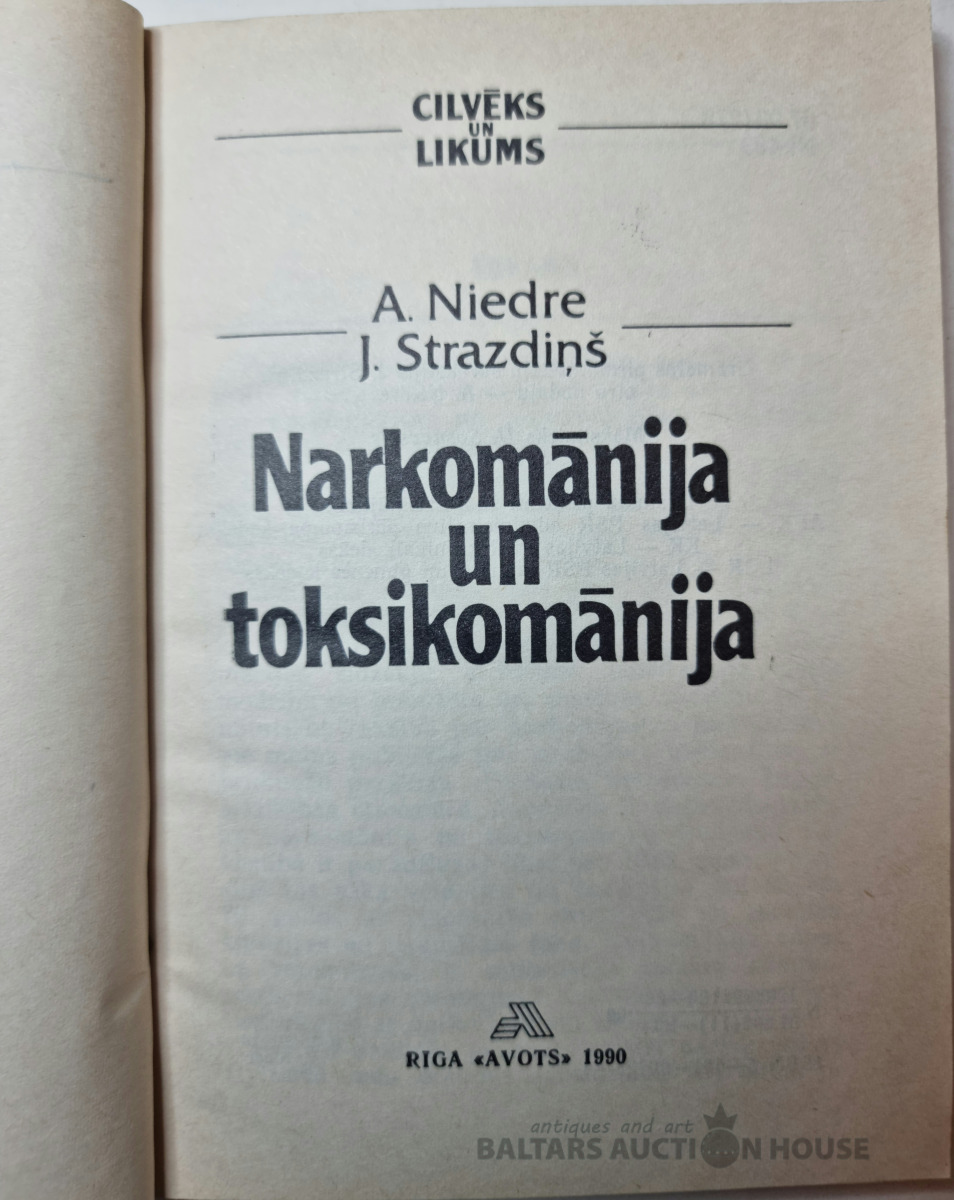 CILVĒKS
UN
LIKUMS
A. Niedre
J. Strazdiņš
Narkomānija
un
toksikomānija
RIGA «AVOTS» 1990
antiques and art
BALTARS AUCTION HOUSE